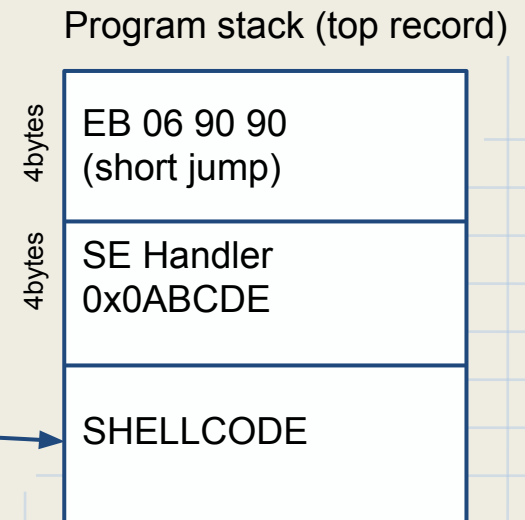 Program stack (top record)
4bytes
EB 06 90 90
(short jump)
4bytes
SE Handler
0x0ABCDE
SHELLCODE